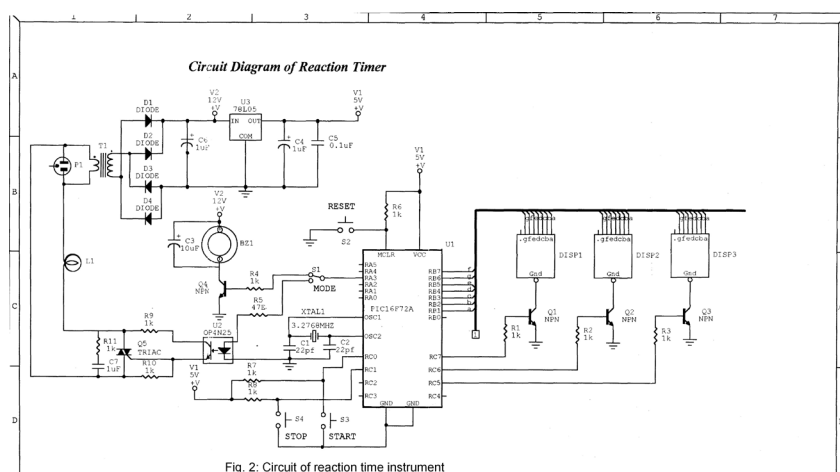 1 2 3 4 5 6 7
Circuit Diagram of Reaction Timer
A
B
C
D
D1
DIODE
D2
DIODE
D3
DIODE
D4
DIODE
P1
T1
L1
V2
12V
+V
C6
1uF
U3
78L05
IN OUT
COM
C4
1uF
C5
0.1uF
V1
5V
+V
V2
12V
+V
C3
10uF
BZ1
Q4
NPN
R4
1k
R5
47E
S1
MODE
RESET
S2
R6
1k
V1
5V
+V
U1
MCLR VCC
RA5
RA4
RA3
RA2
RA1
RA0
PIC16F72A
OSC1
OSC2
RC0
RC1
RC2
RC3
GND GND
RB7
RB6
RB5
RB4
RB3
RB2
RP1
RB0
RC7
RC6
RC5
RC4
f
g
e
d
c
b
a
XTAL1
3.2768MHZ
C1
22pf
C2
22pf
U2
OP4N25
R9
1k
R11
1k
Q5
TRIAC
C7
1uF
R10
1k
V1
5V
+V
R7
1k
R8
1k
S4
STOP
S3
START
gfedcba
.gfedcba
DISP1
Gnd
Q1
NPN
R1
1k
gfedcba
.gfedcba
DISP2
Gnd
Q2
NPN
R2
1k
gfedcba
.gfedcba
DISP3
Gnd
Q3
NPN
R3
1k
Fig. 2: Circuit of reaction time instrument